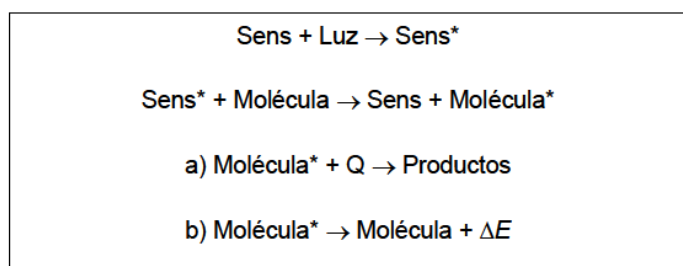 Sens + Luz → Sens*
Sens* + Molécula → Sens + Molécula*
a) Molécula* + Q → Productos
b) Molécula* → Molécula + ΔE